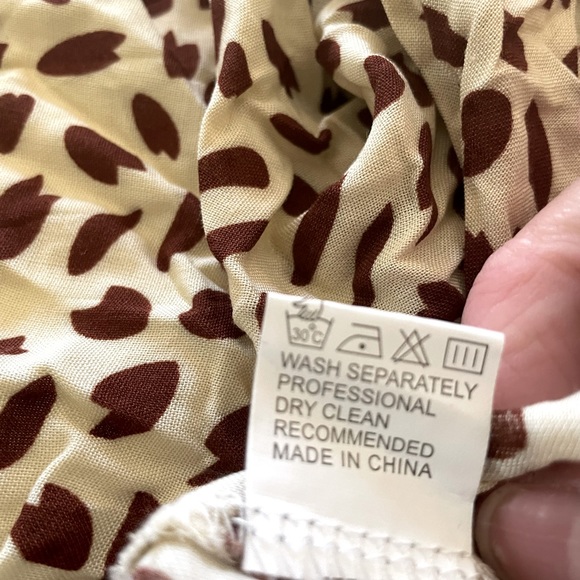 30°C
WASH SEPARATELY
PROFESSIONAL
DRY CLEAN
RECOMMENDED
MADE IN CHINA